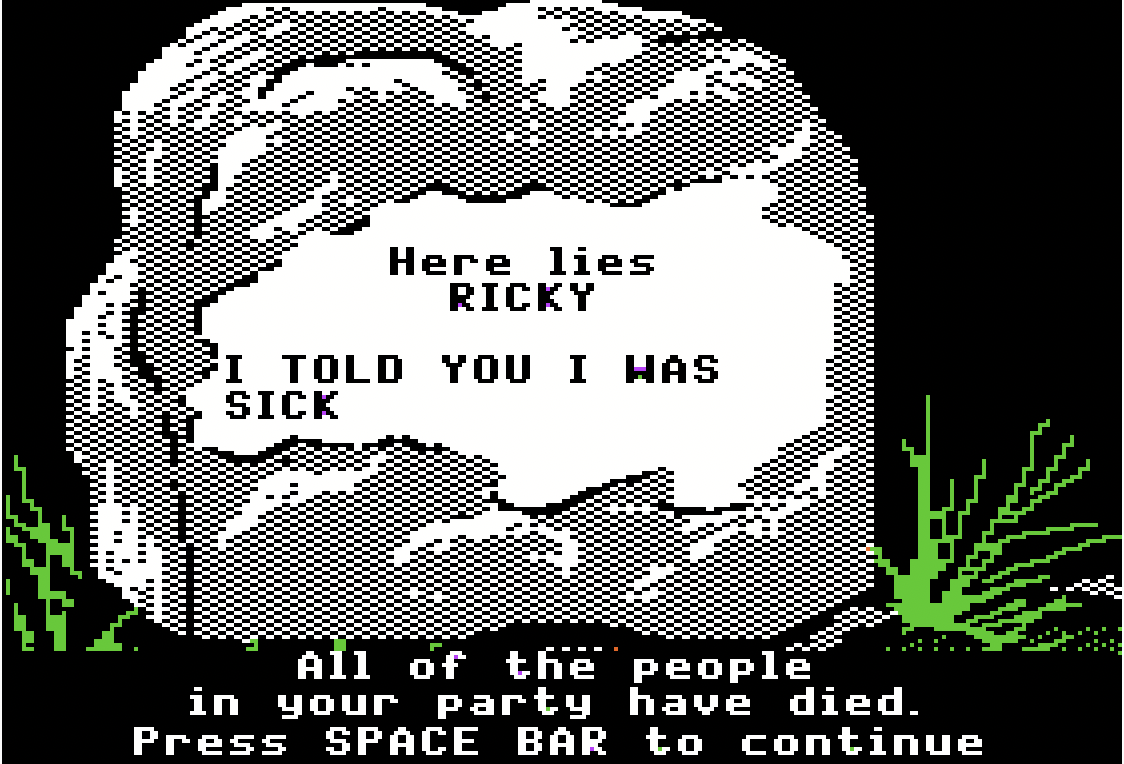 Here lies
RICKY
I TOLD YOU I WAS
SICK
All of the people
in your party have died.
Press SPACE BAR to continue